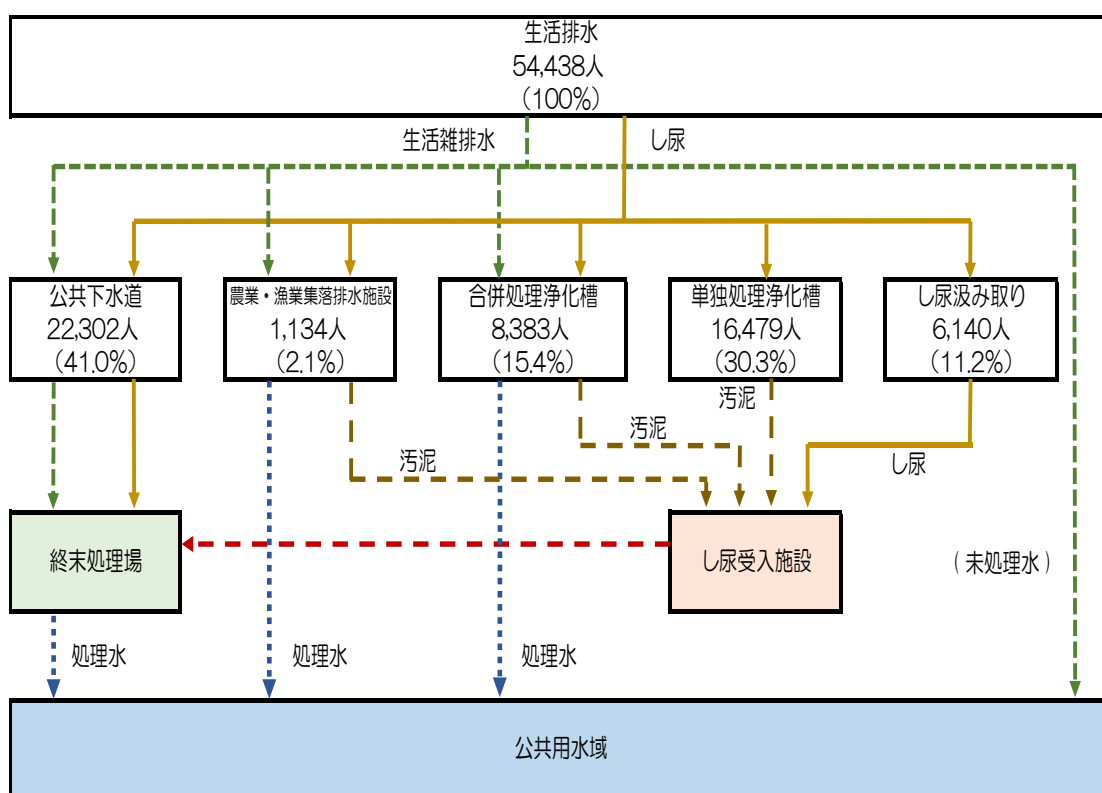 生活排水
54,438人
(100%)
生活雑排水
し尿
公共下水道
22,302人
(41.0%)
農業・漁業集落排水施設
1,134人
(2.1%)
合併処理浄化槽
8,383人
(15.4%)
単独処理浄化槽
16,479人
(30.3%)
し尿汲み取り
6,140人
(11.2%)
汚泥
汚泥
汚泥
し尿
終末処理場
し尿受入施設
(未処理水)
処理水
処理水
処理水
公共用水域